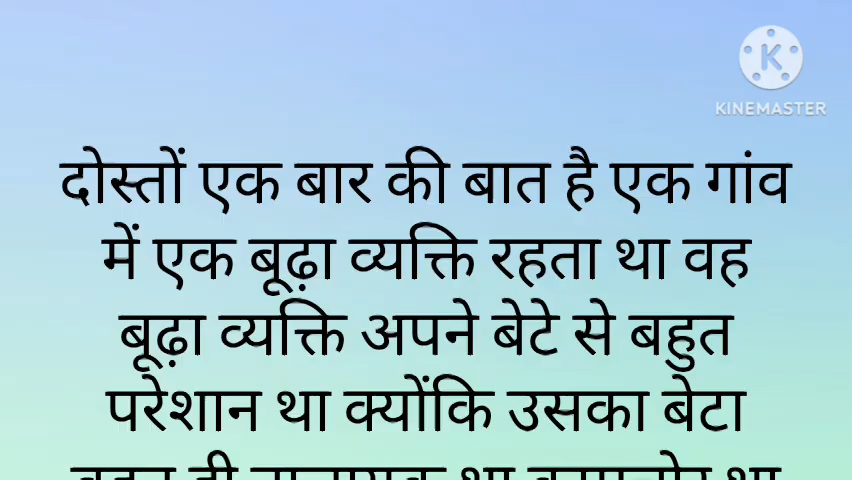 KINEMASTER
दोस्तों एक बार की बात है एक गांव
में एक बूढ़ा व्यक्ति रहता था वह
बूढ़ा व्यक्ति अपने बेटे से बहुत
परेशान था क्योंकि उसका बेटा